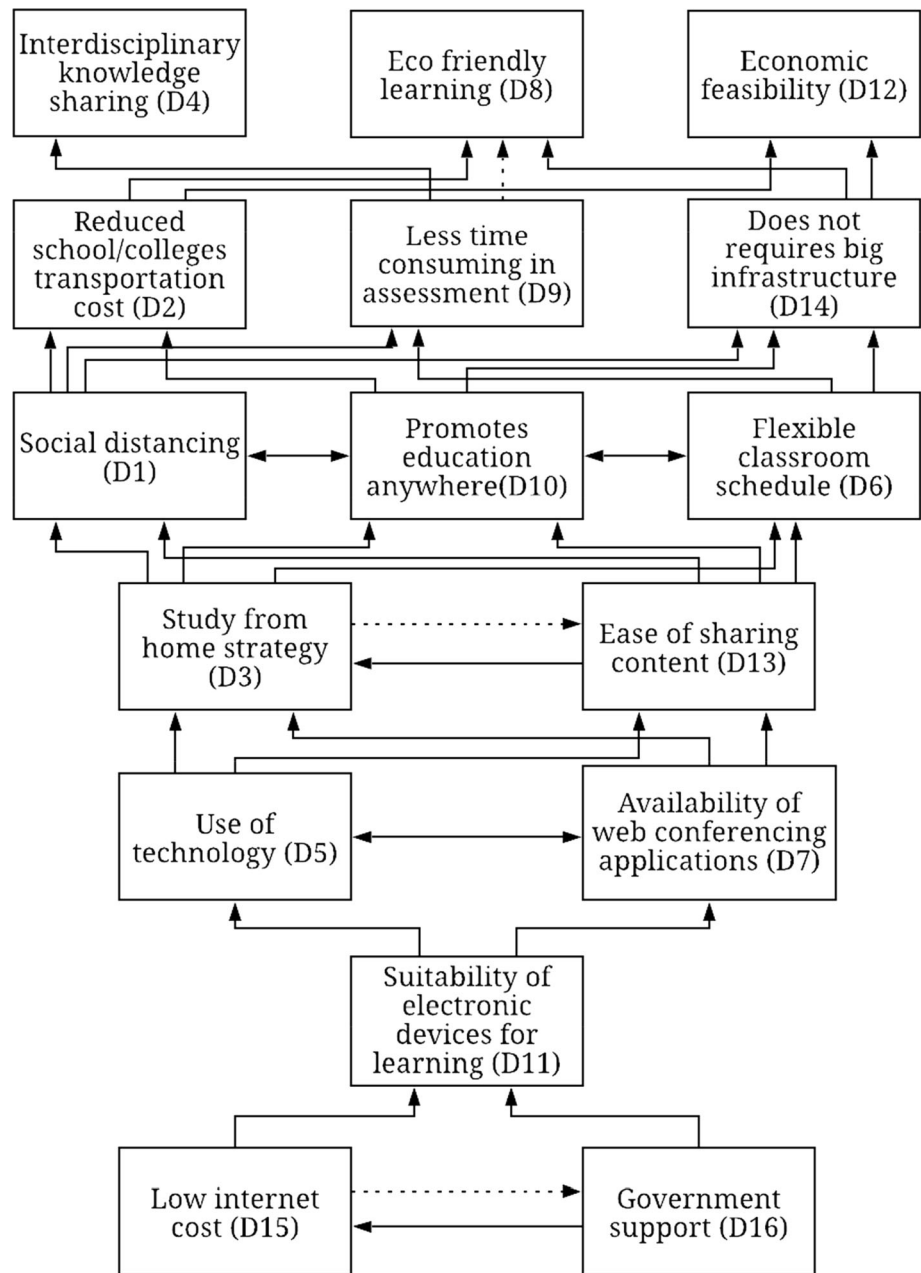 Interdisciplinary
knowledge
sharing (D4)
Eco friendly
learning (D8)
Economic
feasibility (D12)
Reduced
school/colleges
transportation
cost (D2)
Less time
consuming in
assessment (D9)
Does not
requires big
infrastructure
(D14)
Social distancing
(D1)
Promotes
education
anywhere(D10)
Flexible
classroom
schedule (D6)
Study from
home strategy
(D3)
Ease of sharing
content (D13)
Use of
technology (D5)
Availability of
web conferencing
applications (D7)
Suitability of
electronic
devices for
learning (D11)
Low internet
cost (D15)
Government
support (D16)